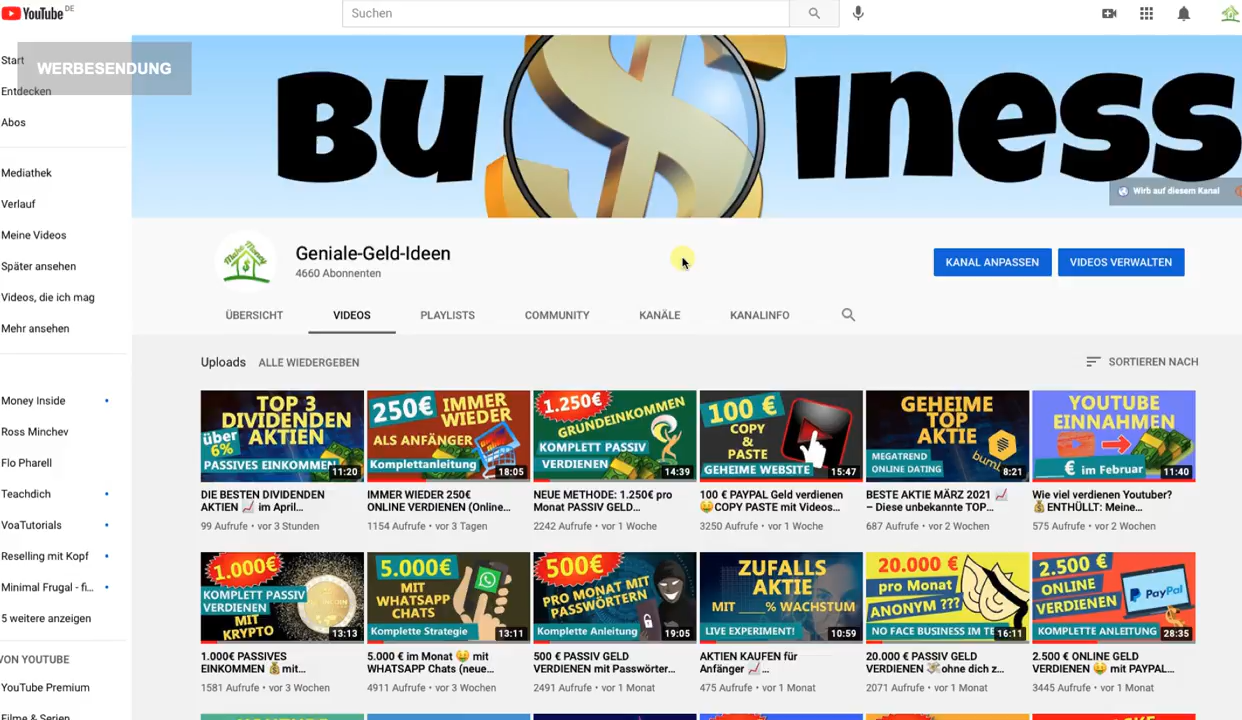 YouTube DE
Suchen
WERBESENDUNG
Start
Entdecken
Abos
Mediathek
Verlauf
Meine Videos
Später ansehen
Videos, die ich mag
Mehr ansehen
Money Inside
Ross Minchev
Flo Pharell
Teachdich
VoaTutorials
Reselling mit Kopf
Minimal Frugal - fi...
5 weitere anzeigen
VON YOUTUBE
YouTube Premium
Filme & Serien
Bu$iness
Wirb auf diesem Kanal
Make Money
Geniale-Geld-Ideen
4660 Abonnenten
KANAL ANPASSEN
VIDEOS VERWALTEN
ÜBERSICHT
VIDEOS
PLAYLISTS
COMMUNITY
KANÄLE
KANALINFO
Uploads
ALLE WIEDERGEBEN
SORTIEREN NACH
TOP 3
DIVIDENDEN
AKTIEN
über
6%
PASSIVES EINKOMMEN
11:20
DIE BESTEN DIVIDENDEN
AKTIEN 📈 im April...
99 Aufrufe • vor 3 Stunden
250€ IMMER
WIEDER
ALS ANFÄNGER
Komplettanleitung
18:05
IMMER WIEDER 250€
ONLINE VERDIENEN (Online...
1154 Aufrufe • vor 3 Tagen
1.250€
GRUNDEINKOMMEN
KOMPLETT PASSIV
VERDIENEN
14:39
NEUE METHODE: 1.250€ pro
Monat PASSIV GELD...
2242 Aufrufe • vor 1 Woche
100 €
COPY
&
PASTE
GEHEIME WEBSITE
15:47
100 € PAYPAL Geld verdienen
🤑COPY PASTE mit Videos...
3250 Aufrufe • vor 1 Woche
GEHEIME
TOP
AKTIE
MEGATREND
ONLINE DATING
bumble
8:21
BESTE AKTIE MÄRZ 2021 📈
– Diese unbekannte TOP...
687 Aufrufe • vor 2 Wochen
YOUTUBE
EINNAHMEN
€ im Februar
11:40
Wie viel verdienen Youtuber?
💰ENTHÜLLT: Meine...
575 Aufrufe • vor 2 Wochen
1.000€
KOMPLETT PASSIV
VERDIENEN
MIT
KRYPTO
13:13
1.000€ PASSIVES
EINKOMMEN 💰mit...
1581 Aufrufe • vor 3 Wochen
5.000€
MIT
WHATSAPP
CHATS
Komplette Strategie
13:11
5.000€ im Monat 🤑 mit
WHATSAPP Chats (neue...
4911 Aufrufe • vor 3 Wochen
500€
PRO MONAT MIT
PASSWÖRTERN
Komplette Anleitung
19:05
500 € PASSIV GELD
VERDIENEN mit Passwörter...
2491 Aufrufe • vor 1 Monat
ZUFALLS
AKTIE
MIT ____% WACHSTUM
LIVE EXPERIMENT!
10:59
AKTIEN KAUFEN für
Anfänger 📈...
475 Aufrufe • vor 1 Monat
20.000 €
pro Monat
ANONYM ???
NO FACE BUSINESS IM TE
16:11
20.000€ PASSIV GELD
VERDIENEN 💸ohne dich z...
2071 Aufrufe • vor 1 Monat
2.500 €
ONLINE
VERDIENEN
PayPal
KOMPLETTE ANLEITUNG
28:35
2.500 € ONLINE GELD
VERDIENEN 🤑 mit PAYPAL...
3445 Aufrufe • vor 1 Monat